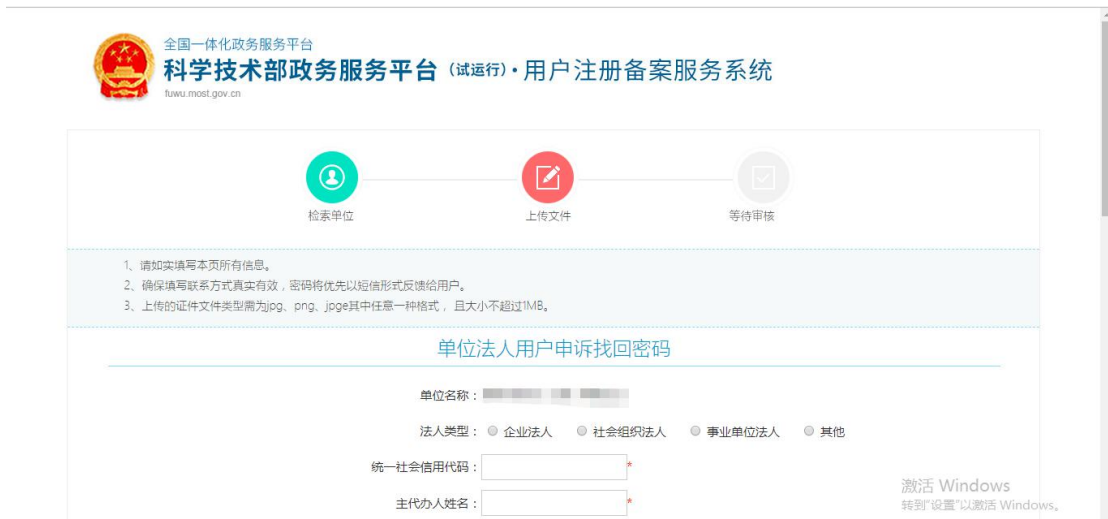 全国一体化政务服务平台
科学技术部政务服务平台（试运行）·用户注册备案服务系统
fuwu.most.gov.cn
检索单位
上传文件
等待审核
1、请如实填写本页所有信息。
2、确保填写联系方式真实有效，密码将优先以短信形式反馈给用户。
3、上传的证件文件类型需为jpg、png、jpge其中任意一种格式，且大小不超过1MB。
单位法人用户申诉找回密码
单位名称：
法人类型： 企业法人 社会组织法人 事业单位法人 其他
统一社会信用代码： *
主代办人姓名： *
激活 Windows
转到"设置"以激活 Windows。